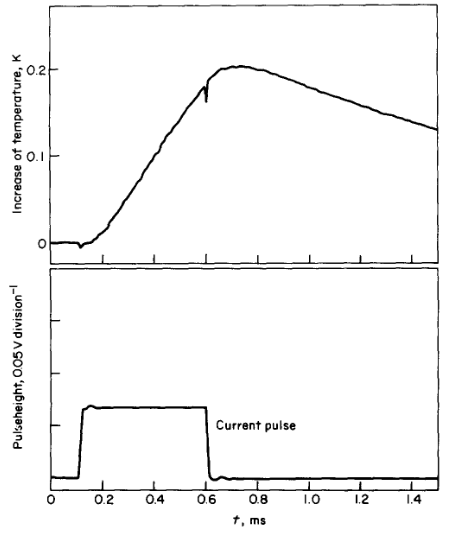 Increase of temperature, K
0.2
0.1
0
Pulseheight, 0.05 V division⁻¹
Current pulse
0 0.2 0.4 0.6 0.8 1.0 1.2 1.4
t, ms